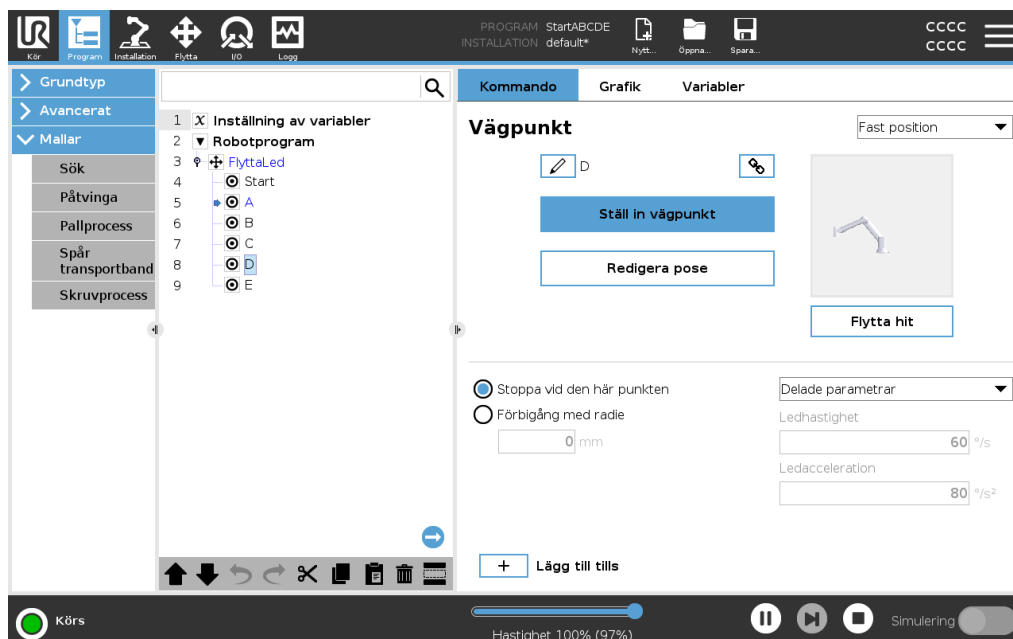 PROGRAM StartABCDE
INSTALLATION default*
CCCC
CCCC
Kör
Program
Installation
Flytta
I/O
Logg
Nytt...
Öppna...
Spara...
Grundtyp
Avancerat
Mallar
Sök
Påtvinga
Pallprocess
Spår
transportband
Skruvprocess
1 X Inställning av variabler
2 Robotprogram
3 FlyttaLed
4 Start
5 A
6 B
7 C
8 D
9 E
Kommando
Grafik
Variabler
Vägpunkt
Fast position
D
Ställ in vägpunkt
Redigera pose
Flytta hit
Stoppa vid den här punkten
Förbigång med radie
0 mm
Delade parametrar
Ledhastighet
60 °/s
Ledacceleration
80 °/s²
+ Lägg till tills
Körs
Hastighet 100% (97%)
Simulering